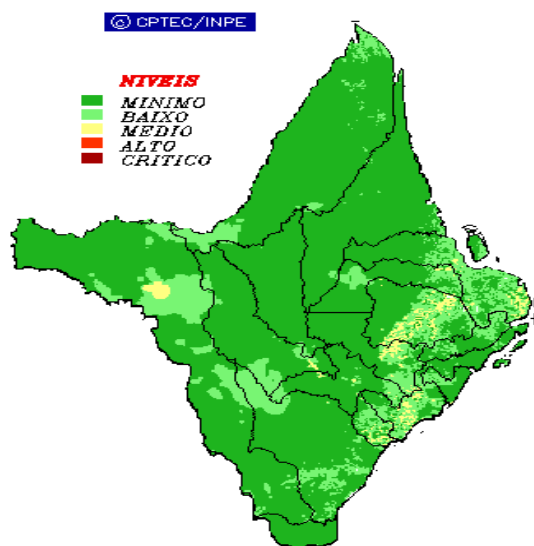 © CPTEC/INPE
NIVEIS
MINIMO
BAIXO
MEDIO
ALTO
CRITICO